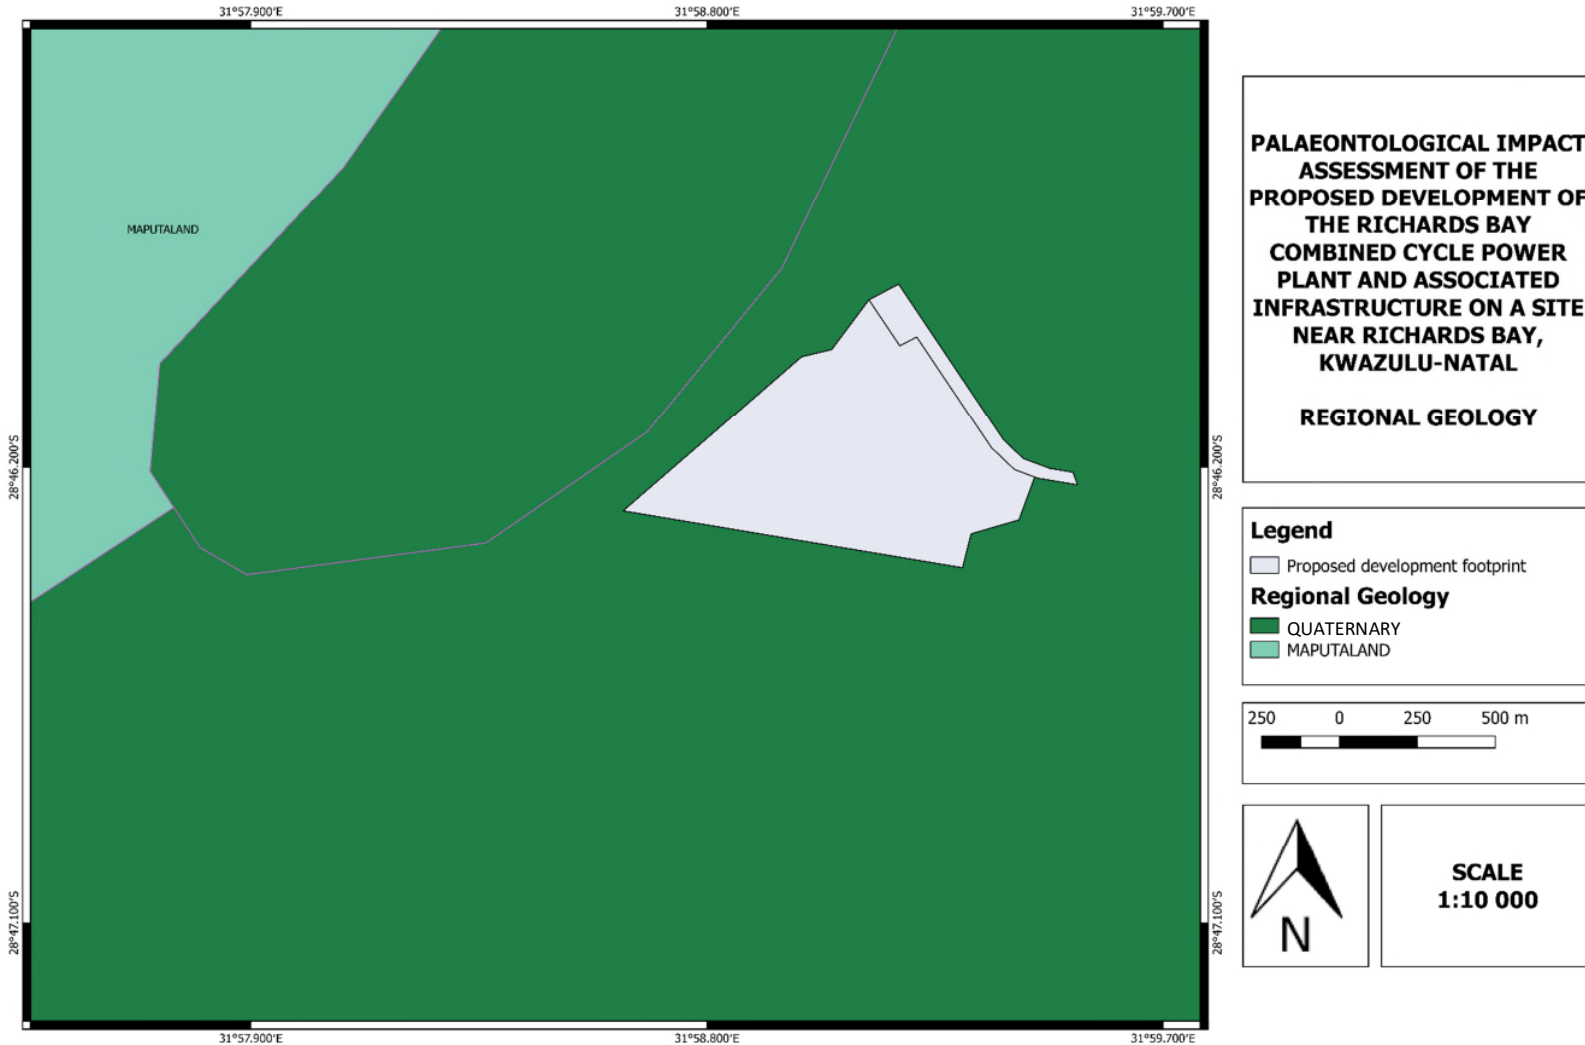 31°57.900'E 31°58.800'E 31°59.700'E
MAPUTALAND
28°46.200'S
28°47.100'S
28°46.200'S
28°47.100'S
31°57.900'E 31°58.800'E 31°59.700'E
PALAEONTOLOGICAL IMPACT
ASSESSMENT OF THE
PROPOSED DEVELOPMENT OF
THE RICHARDS BAY
COMBINED CYCLE POWER
PLANT AND ASSOCIATED
INFRASTRUCTURE ON A SITE
NEAR RICHARDS BAY,
KWAZULU-NATAL
REGIONAL GEOLOGY
Legend
Proposed development footprint
Regional Geology
QUATERNARY
MAPUTALAND
250 0 250 500 m
N
SCALE
1:10 000